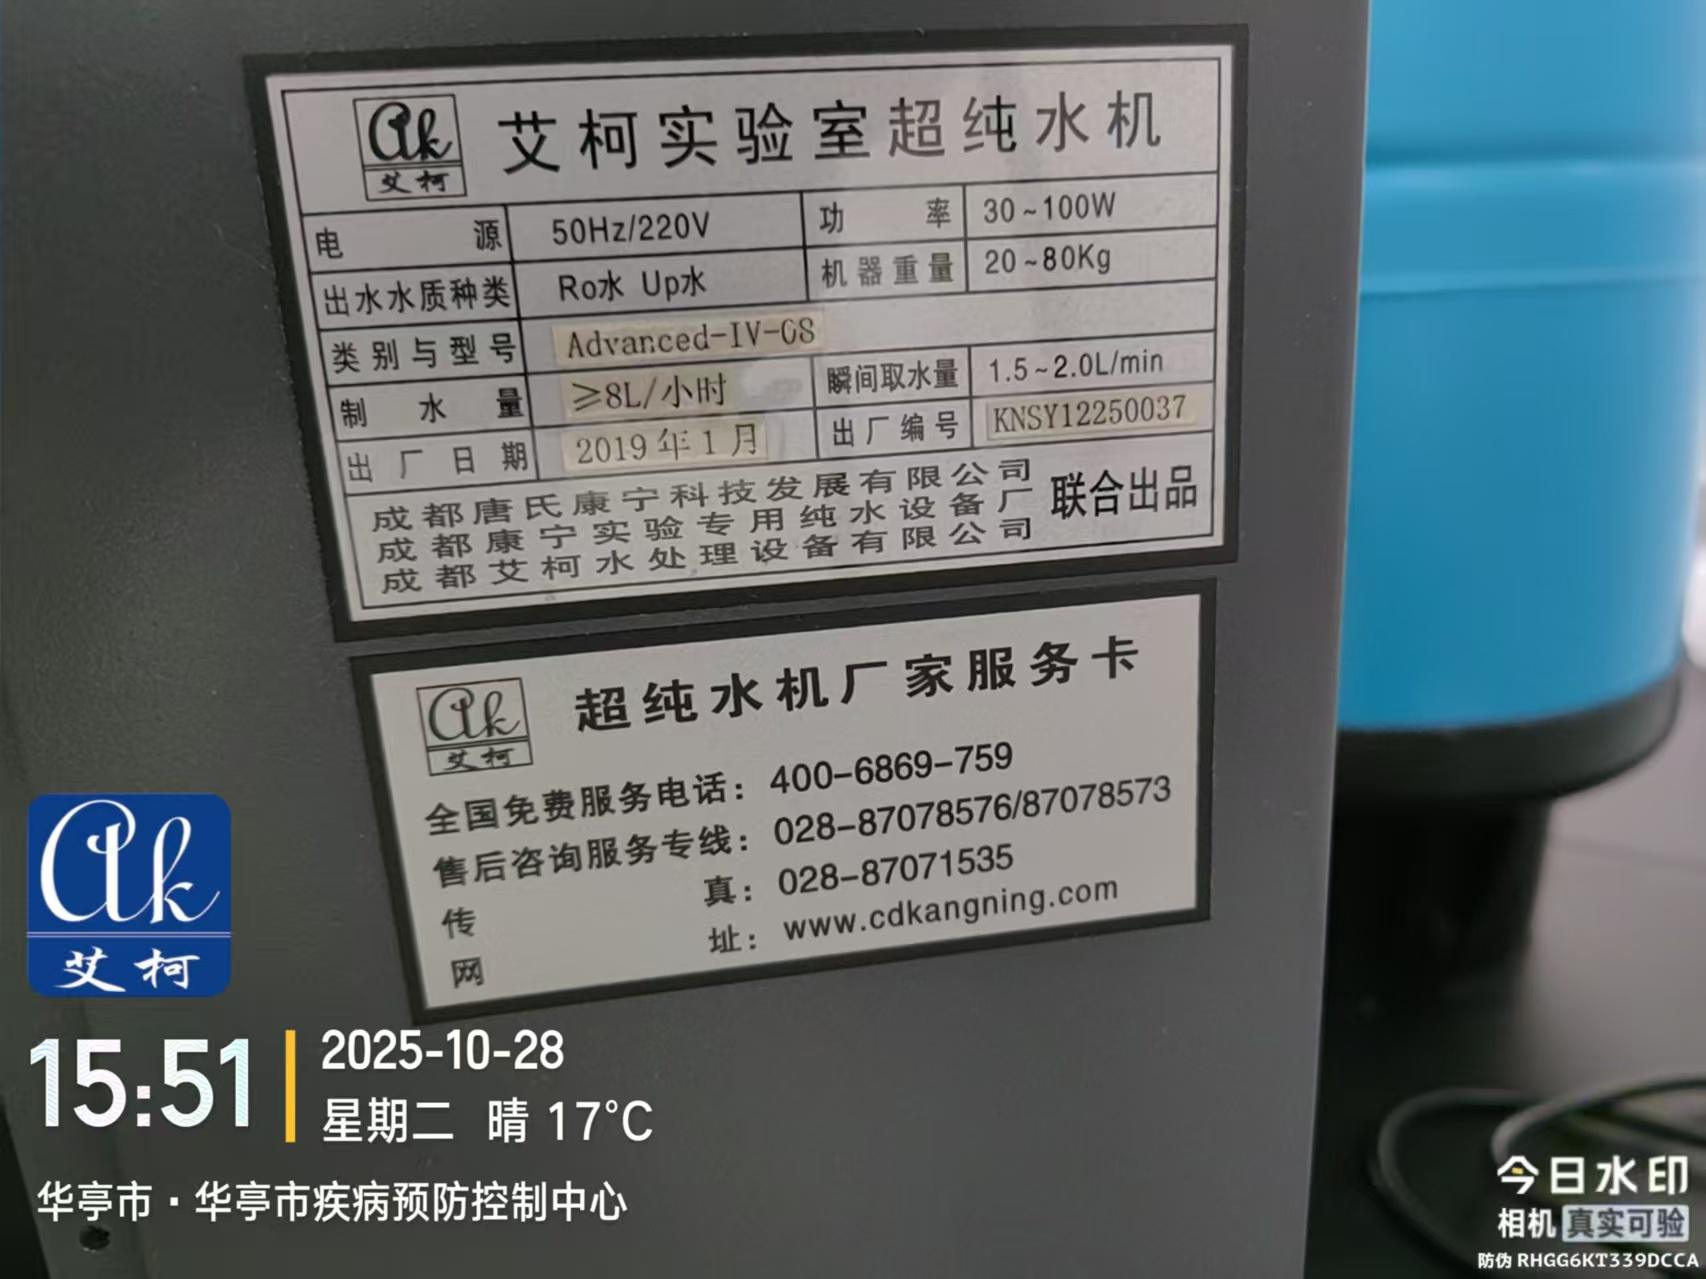 Ak 艾柯 艾柯实验室超纯水机
电源 50Hz/220V 功率 30~100W
出水水质种类 Ro水 Up水 机器重量 20~80Kg
类别与型号 Advanced-IV-08
制水量 ≥8L/小时 瞬间取水量 1.5~2.0L/min
出厂日期 2019年1月 出厂编号 KNSY12250037
成都唐氏康宁科技发展有限公司
成都康宁实验专用纯水设备厂 联合出品
成都艾柯水处理设备有限公司
Ak 艾柯 超纯水机厂家服务卡
全国免费服务电话：400-6869-759
售后咨询服务专线：028-87078576/87078573
传真：028-87071535
网址：www.cdkangning.com
Ak
艾柯
15:51 2025-10-28
星期二 晴 17°C
华亭市·华亭市疾病预防控制中心
今日水印
相机 真实可验
防伪 RHGG6KT339DCCA